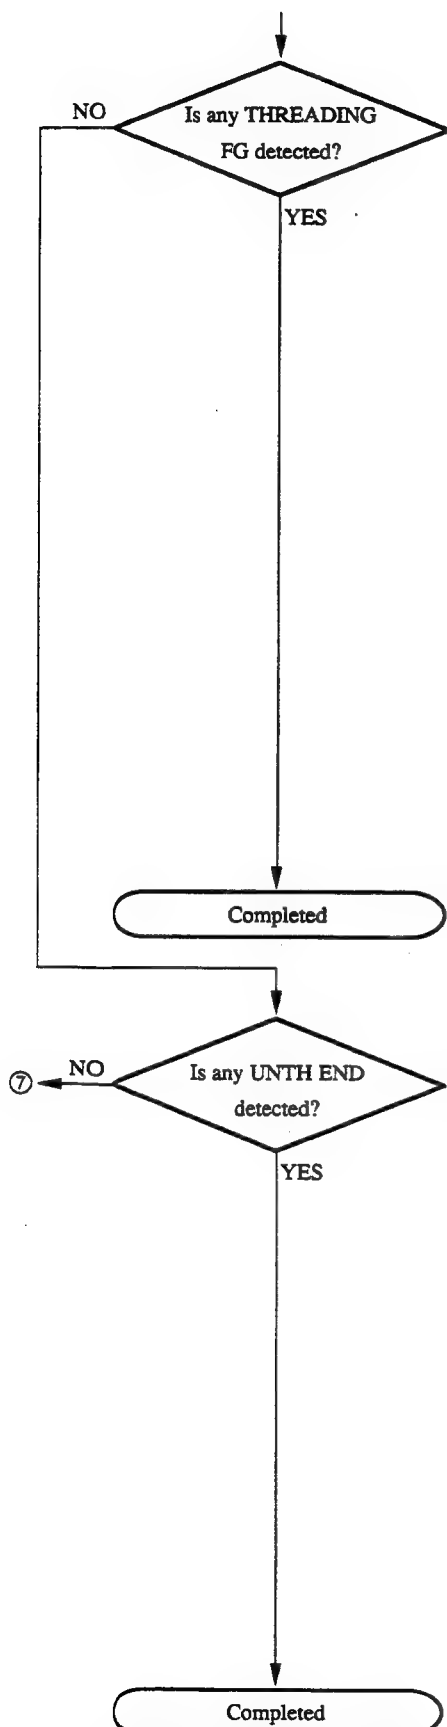 NO
Is any THREADING
FG detected?
YES
Completed
⑦
NO
Is any UNTH END
detected?
YES
Completed